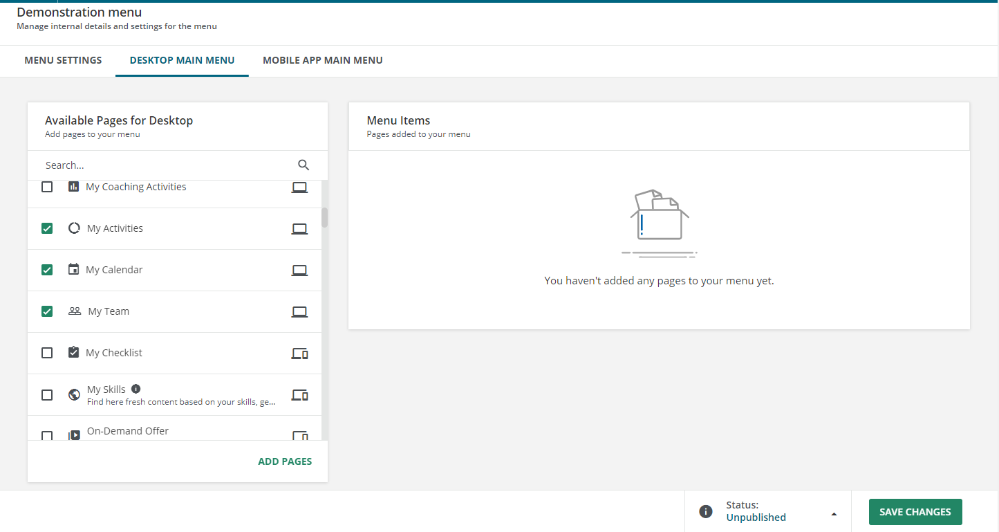 Demonstration menu
Manage internal details and settings for the menu
MENU SETTINGS
DESKTOP MAIN MENU
MOBILE APP MAIN MENU
Available Pages for Desktop
Add pages to your menu
Search...
My Coaching Activities
My Activities
My Calendar
My Team
My Checklist
My Skills
Find here fresh content based on your skills, ge...
On-Demand Offer
ADD PAGES
Menu Items
Pages added to your menu
You haven't added any pages to your menu yet.
Status:
Unpublished
SAVE CHANGES